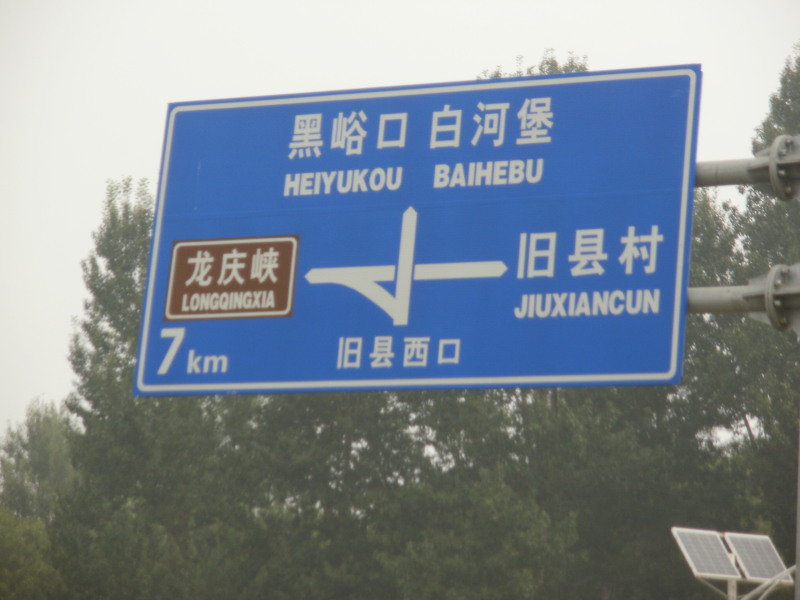 黑峪口 白河堡
HEIYUKOU BAIHEBU
龙庆峡
LONGQINGXIA
旧县村
JIUXIANCUN
7km
旧县西口